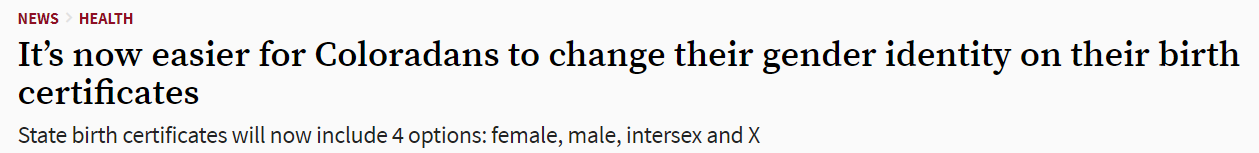 NEWS > HEALTH
It’s now easier for Coloradans to change their gender identity on their birth
certificates
State birth certificates will now include 4 options: female, male, intersex and X